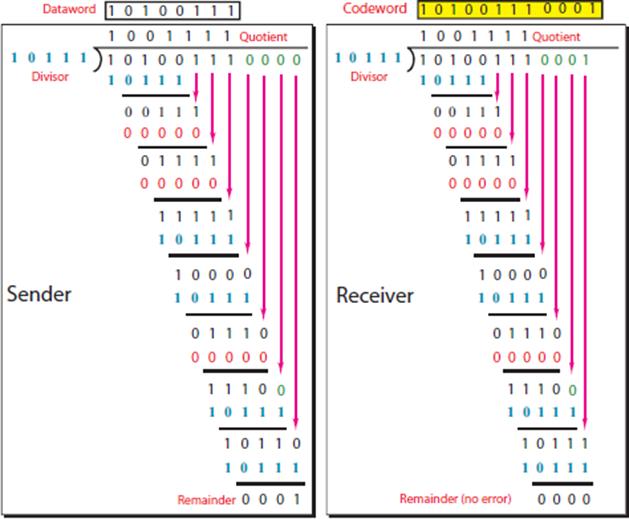 Dataword 1 0 1 0 0 1 1 1
1 0 0 1 1 1 1 Quotient
1 0 1 1 1 ) 1 0 1 0 0 1 1 1 0 0 0 0
Divisor 1 0 1 1 1
0 0 1 1 1
0 0 0 0 0
0 1 1 1 1
0 0 0 0 0
1 1 1 1 1
1 0 1 1 1
1 0 0 0 0
1 0 1 1 1
Sender
0 1 1 1 0
0 0 0 0 0
1 1 1 0 0
1 0 1 1 1
1 0 1 1 0
1 0 1 1 1
Remainder 0 0 0 1
Codeword 1 0 1 0 0 1 1 1 0 0 0 1
1 0 0 1 1 1 1 Quotient
1 0 1 1 1 ) 1 0 1 0 0 1 1 1 0 0 0 1
Divisor 1 0 1 1 1
0 0 1 1 1
0 0 0 0 0
0 1 1 1 1
0 0 0 0 0
1 1 1 1 1
1 0 1 1 1
1 0 0 0 0
1 0 1 1 1
Receiver
0 1 1 1 0
0 0 0 0 0
1 1 1 0 0
1 0 1 1 1
1 0 1 1 1
1 0 1 1 1
Remainder (no error) 0 0 0 0